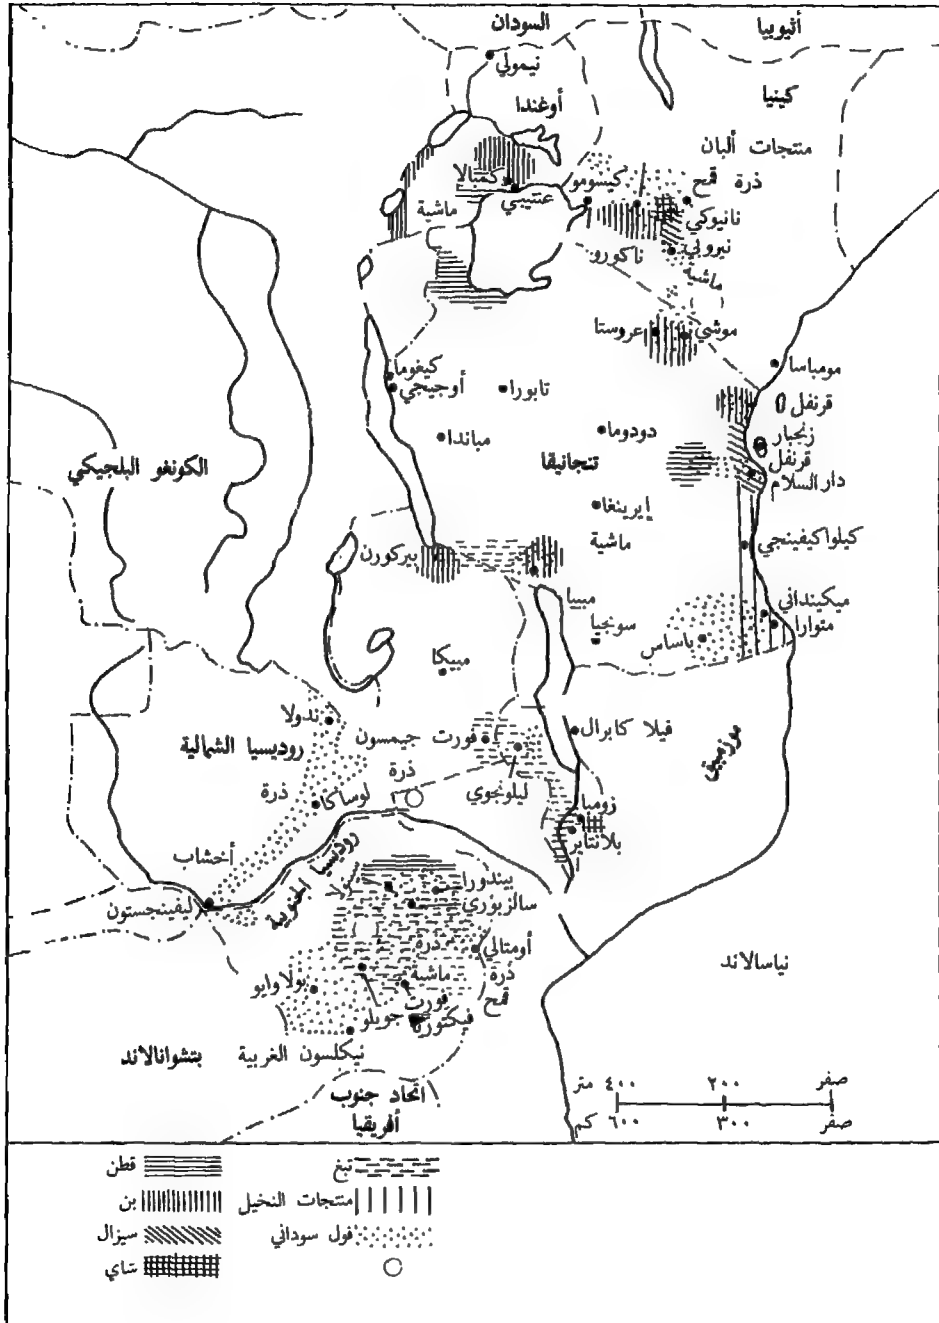 السودان
أثيوبيا
نيمولي
كينيا
أوغندا
منتجات ألبان
كمبالا
كيسومو
ذرة
قمح
عنتيبي
ماشية
نانيوكي
نيروبي
ناكورو
ماشية
عروستا
موشي
مومباسا
كيغوما
أوجيجي
تابورا
قرنفل
زنجبار
دودوما
مباندا
قرنفل
تنجانيقا
الكونغو البلجيكي
دار السلام
إيرينغا
كيلواكيفينجي
ماشية
بيركورن
مبيبا
ميكينداني
متوارا
سونجيا
ياساس
مبيكا
ندولا
فيلا كابرال
فورت جيمسون
روديسيا الشمالية
موزمبيق
ذرة
ليلونجوي
ذرة
لوساكا
زومبا
بلانتاير
أخشاب
روديسيا الجنوبية
بيندورا
سالزبوري
ليفينجستون
أومتالي
ذرة
نياسالاند
ماشية
ذرة
بولاوايو
قمح
فورت
فيكتوريا
جويلو
نيكلسون الغربية
بتشوانالاند
اتحاد جنوب
أفريقيا
صفر ٢٠٠ ٤٠٠ متر
صفر ٣٠٠ ٦٠٠ كم
تبغ
قطن
منتجات النخيل
بن
فول سوداني
سيزال
شاي